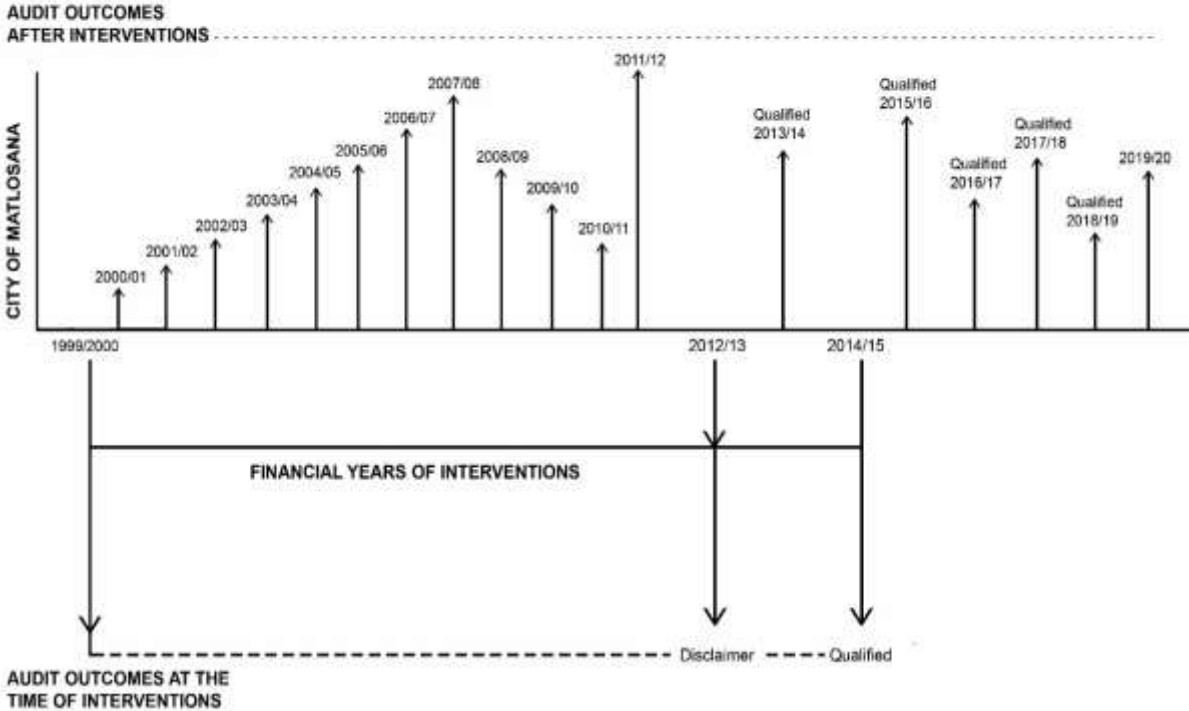 AUDIT OUTCOMES
AFTER INTERVENTIONS
CITY OF MATLOSANA
2000/01
2001/02
2002/03
2003/04
2004/05
2005/06
2006/07
2007/08
2008/09
2009/10
2010/11
2011/12
Qualified
2013/14
Qualified
2015/16
Qualified
2016/17
Qualified
2017/18
Qualified
2018/19
2019/20
1999/2000
2012/13
2014/15
FINANCIAL YEARS OF INTERVENTIONS
Disclaimer
Qualified
AUDIT OUTCOMES AT THE
TIME OF INTERVENTIONS